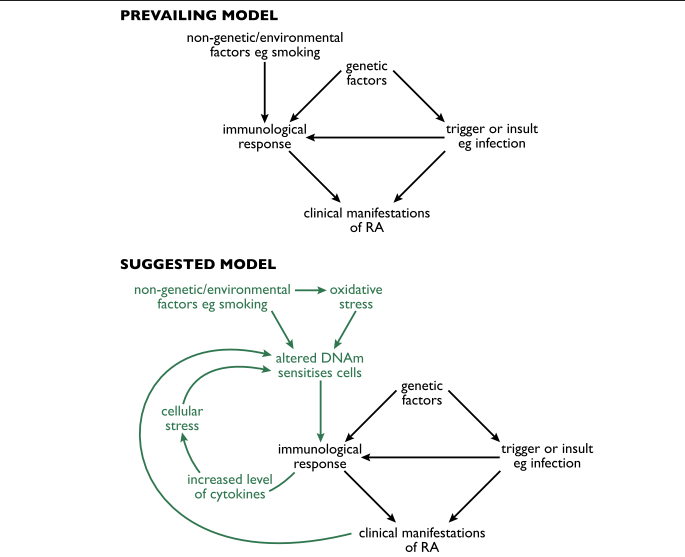 PREVAILING MODEL
non-genetic/environmental
factors eg smoking
genetic
factors
immunological
response
trigger or insult
eg infection
clinical manifestations
of RA
SUGGESTED MODEL
non-genetic/environmental
factors eg smoking
oxidative
stress
altered DNAm
sensitises cells
genetic
factors
cellular
stress
immunological
response
trigger or insult
eg infection
increased level
of cytokines
clinical manifestations
of RA